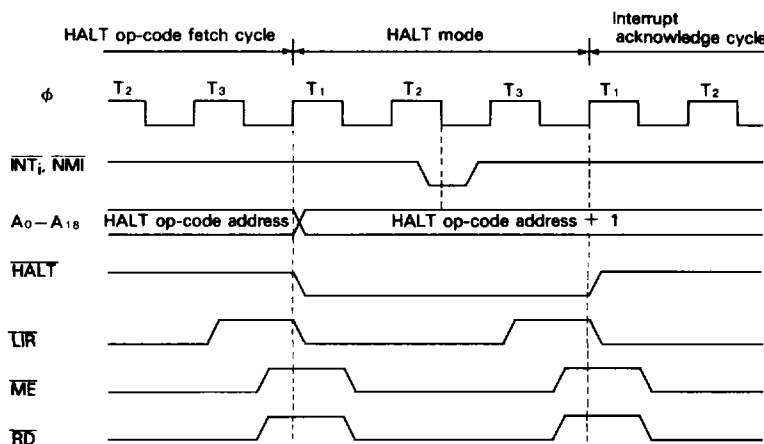 HALT op-code fetch cycle
HALT mode
Interrupt
acknowledge cycle
ϕ
T2
T3
T1
T2
T3
T1
T2
INTi, NMI
A0–A18
HALT op-code address
HALT op-code address + 1
HALT
LIR
ME
RD